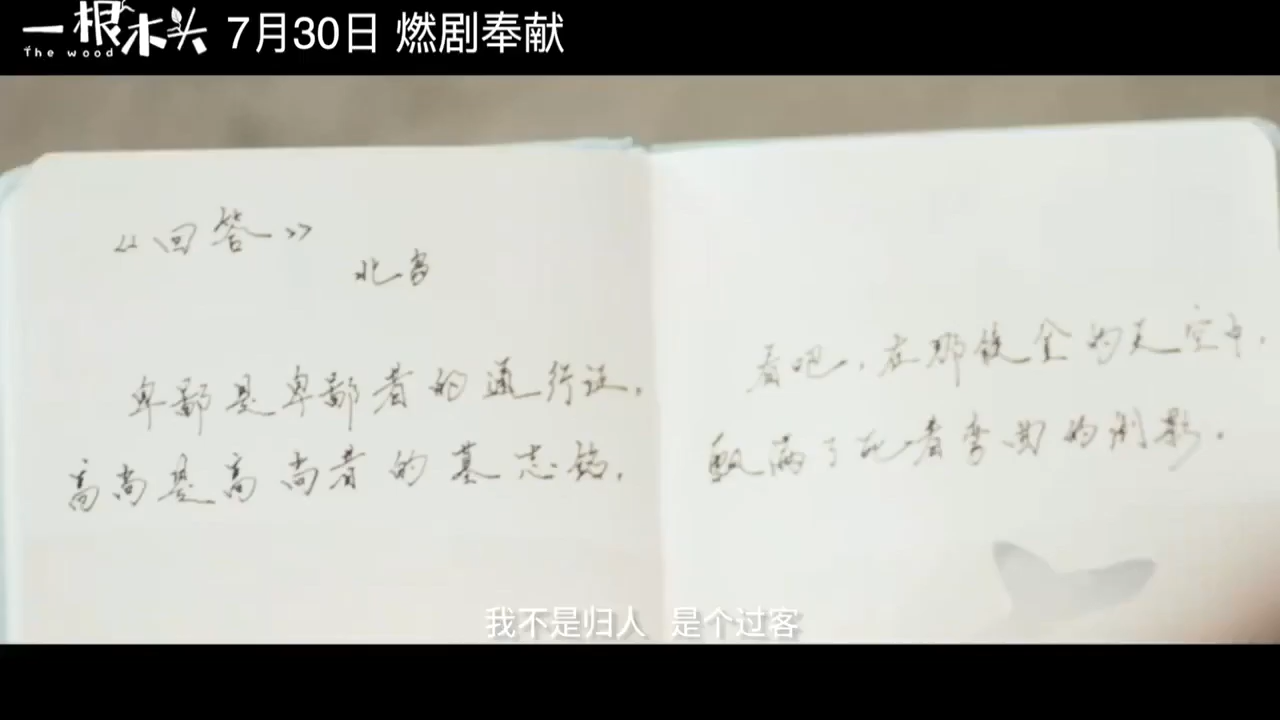 一根木头
The wood
7月30日 燃剧奉献
《回答》
北岛
卑鄙是卑鄙者的通行证，
高尚是高尚者的墓志铭，
看吧，在那镀金的天空中，
飘满了死者弯曲的倒影。
我不是归人 是个过客